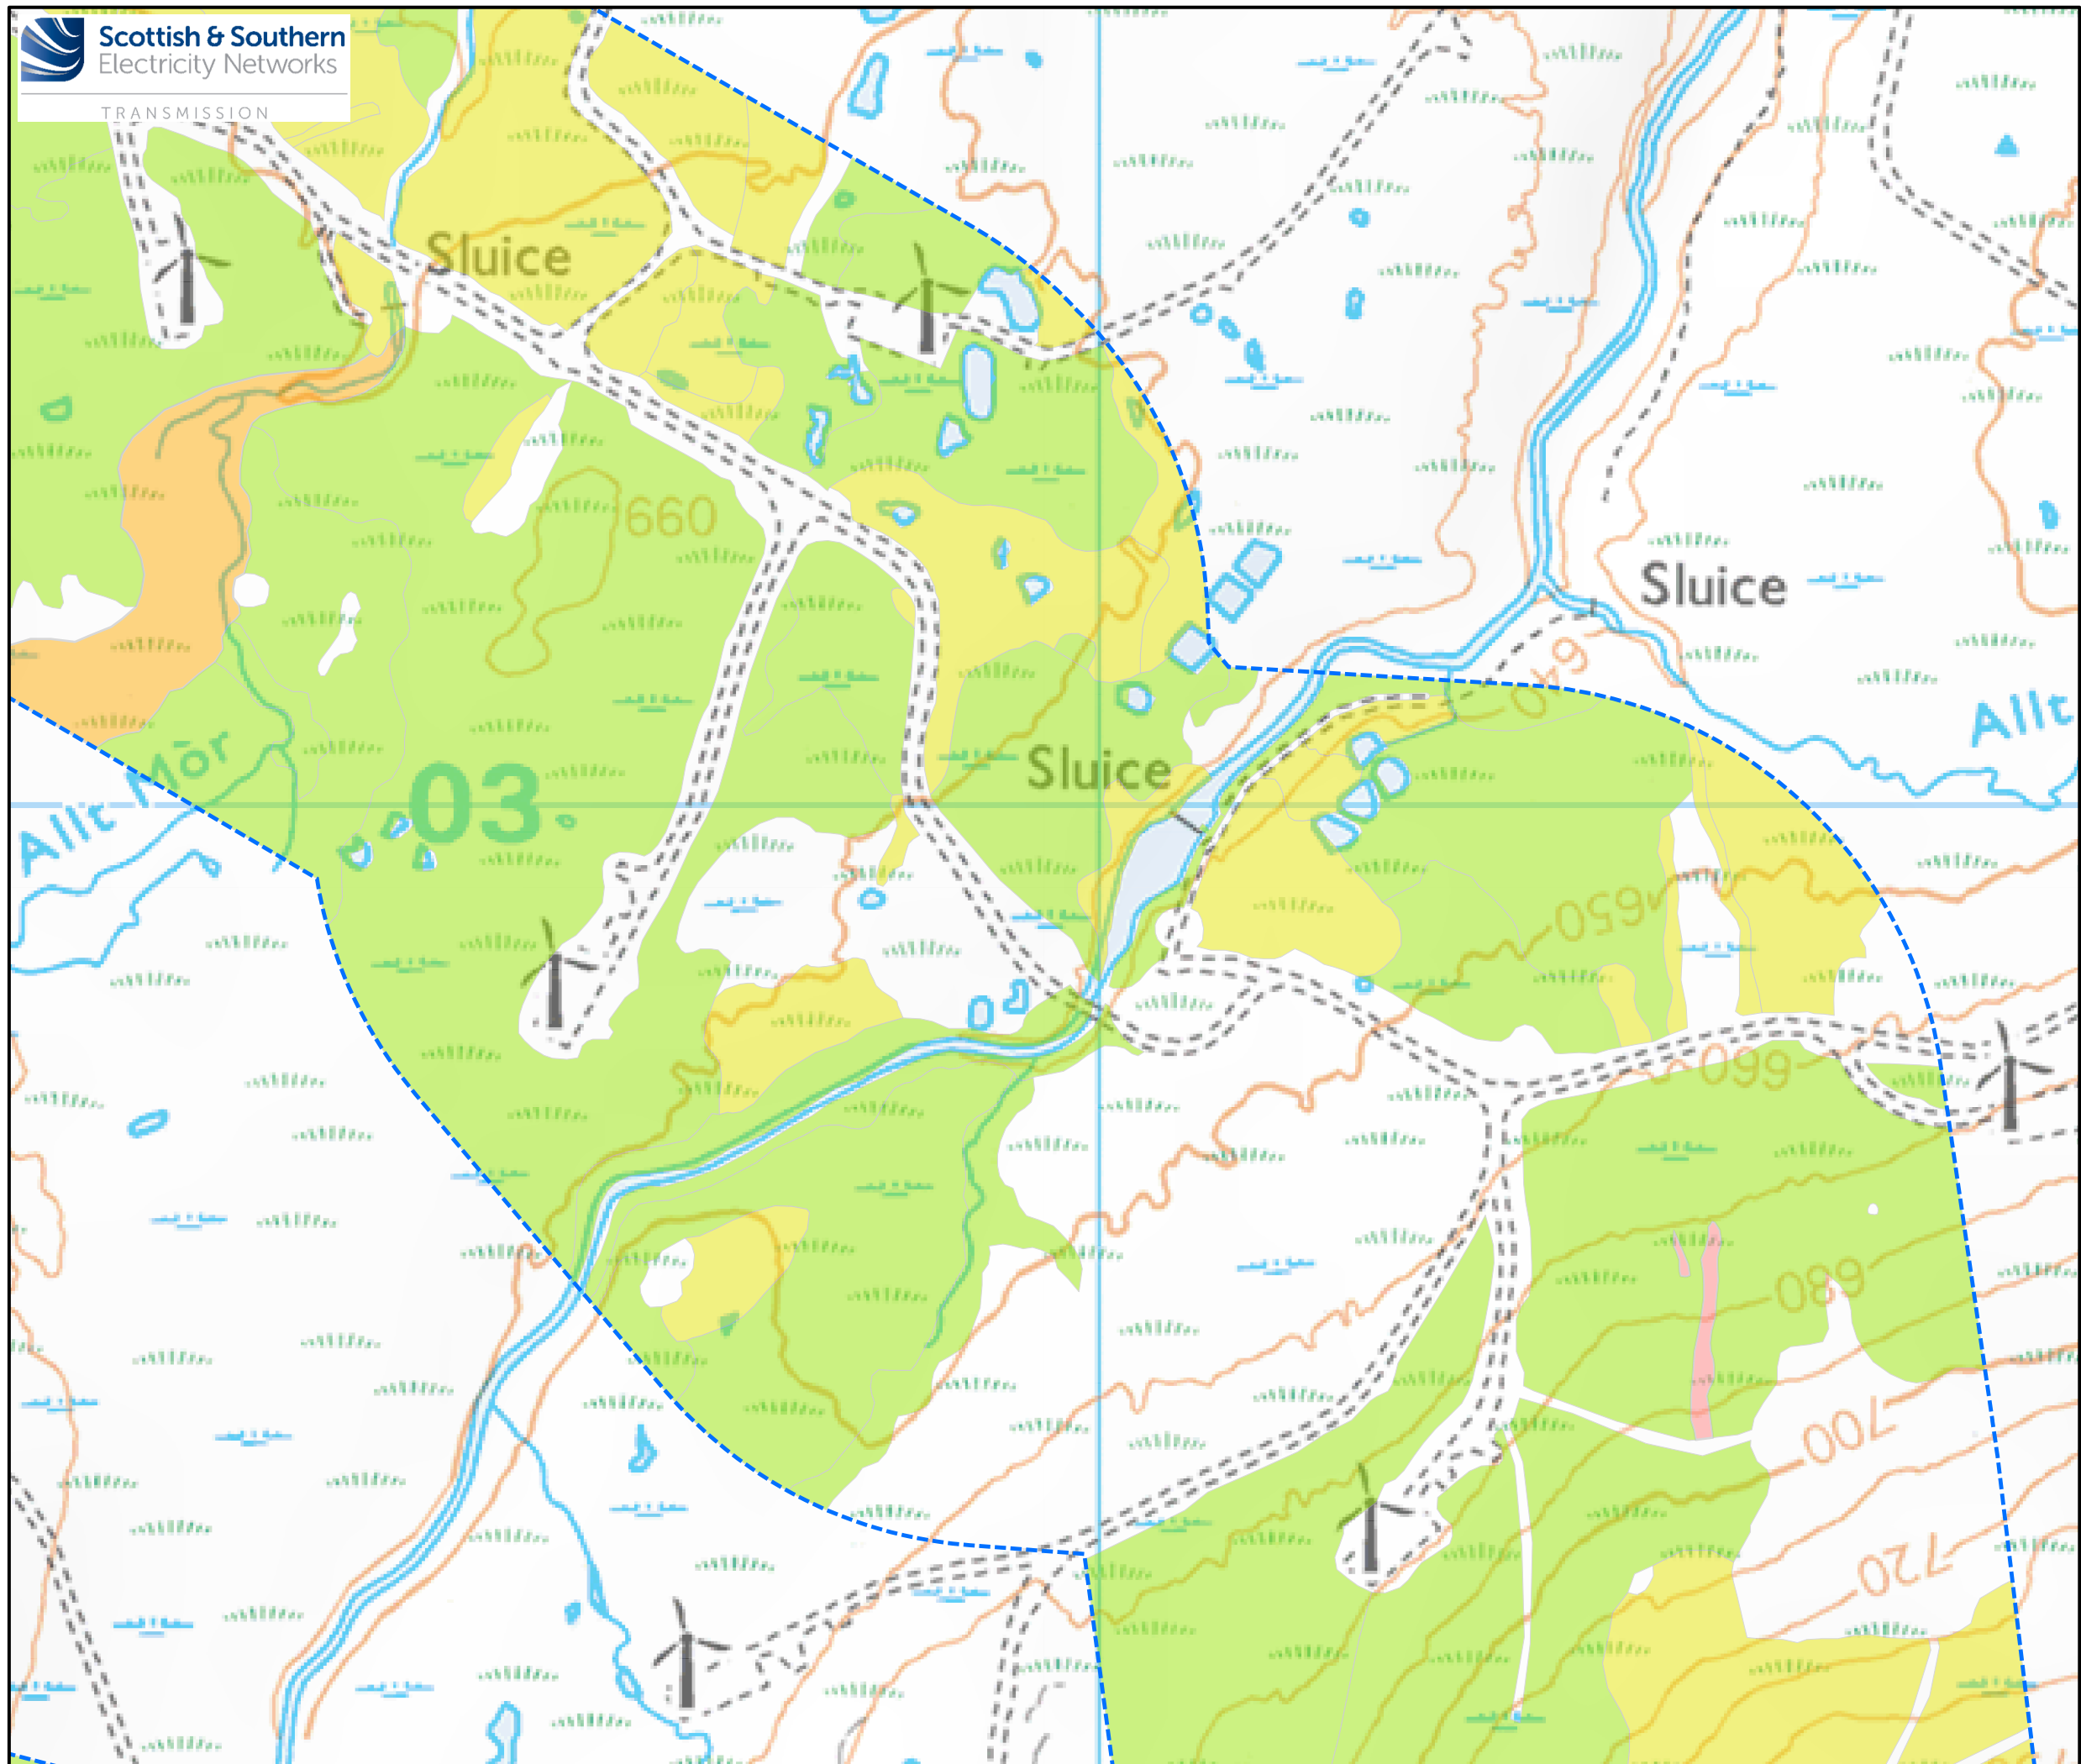 Scottish & Southern
Electricity Networks
TRANSMISSION
Sluice
660
Sluice
640
Allt
Allt Mòr
03
Sluice
650
660
680
700
720